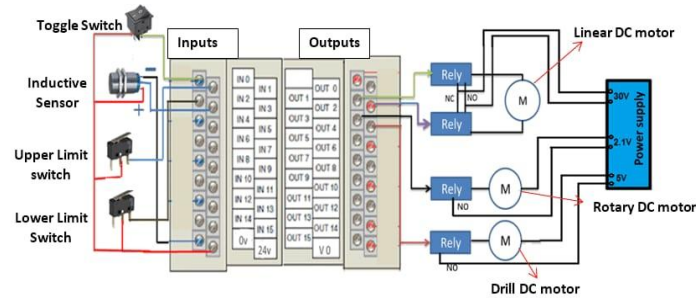 Toggle Switch
Inputs
Outputs
Linear DC motor
Inductive
Sensor
−
+
Upper Limit
switch
Lower Limit
Switch
IN 0
IN 1
IN 2
IN 3
IN 4
IN 5
IN 6
IN 7
IN 8
IN 9
IN 10
IN 11
IN 12
IN 13
IN 14
IN 15
0v
24v
OUT 0
OUT 1
OUT 2
OUT 3
OUT 4
OUT 5
OUT 6
OUT 7
OUT 8
OUT 9
OUT 10
OUT 11
OUT 12
OUT 13
OUT 14
OUT 15
V 0
Rely
NC
NO
Rely
M
Rely
NO
M
Rely
NO
M
30V
2.1V
5V
Power supply
Rotary DC motor
Drill DC motor